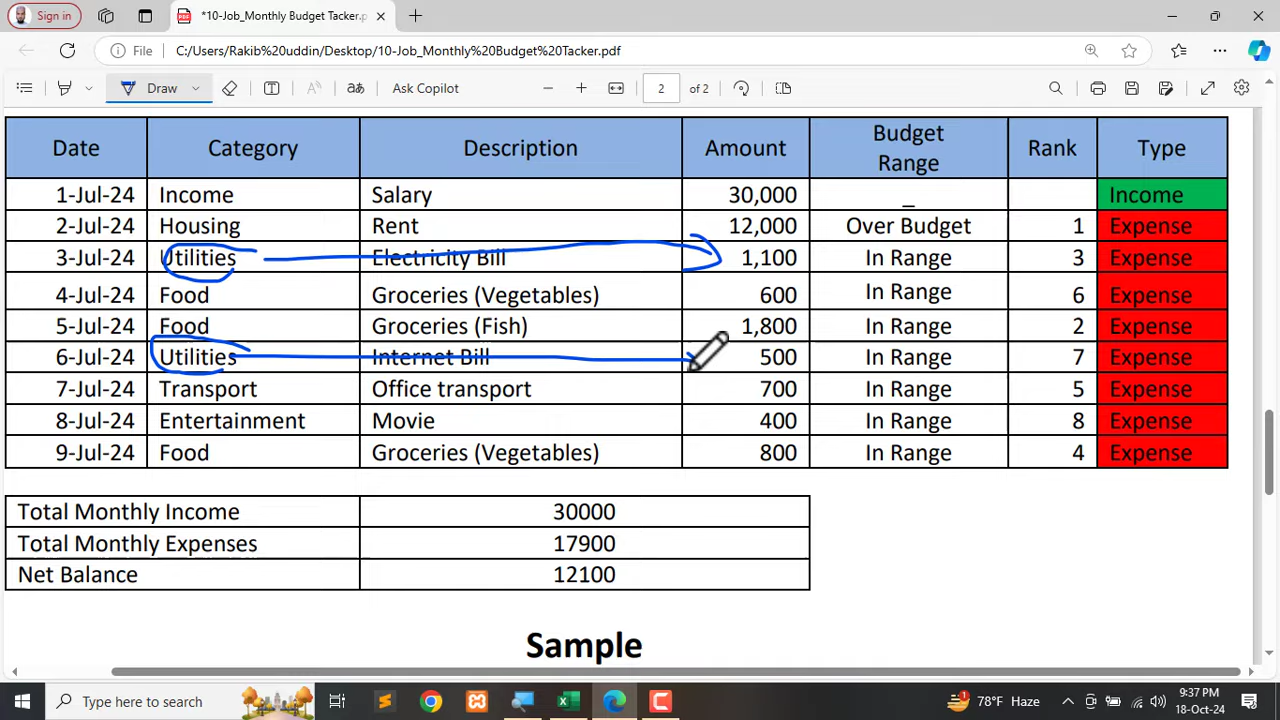 Sign in
*10-Job_Monthly Budget Tacker.p
File C:/Users/Rakib%20uddin/Desktop/10-Job_Monthly%20Budget%20Tacker.pdf
Draw aあ Ask Copilot 2 of 2
Date Category Description Amount Budget Range Rank Type
1-Jul-24 Income Salary 30,000 _ Income
2-Jul-24 Housing Rent 12,000 Over Budget 1 Expense
3-Jul-24 Utilities Electricity Bill 1,100 In Range 3 Expense
4-Jul-24 Food Groceries (Vegetables) 600 In Range 6 Expense
5-Jul-24 Food Groceries (Fish) 1,800 In Range 2 Expense
6-Jul-24 Utilities Internet Bill 500 In Range 7 Expense
7-Jul-24 Transport Office transport 700 In Range 5 Expense
8-Jul-24 Entertainment Movie 400 In Range 8 Expense
9-Jul-24 Food Groceries (Vegetables) 800 In Range 4 Expense
Total Monthly Income 30000
Total Monthly Expenses 17900
Net Balance 12100
Sample
Type here to search 78°F Haze 9:37 PM
18-Oct-24